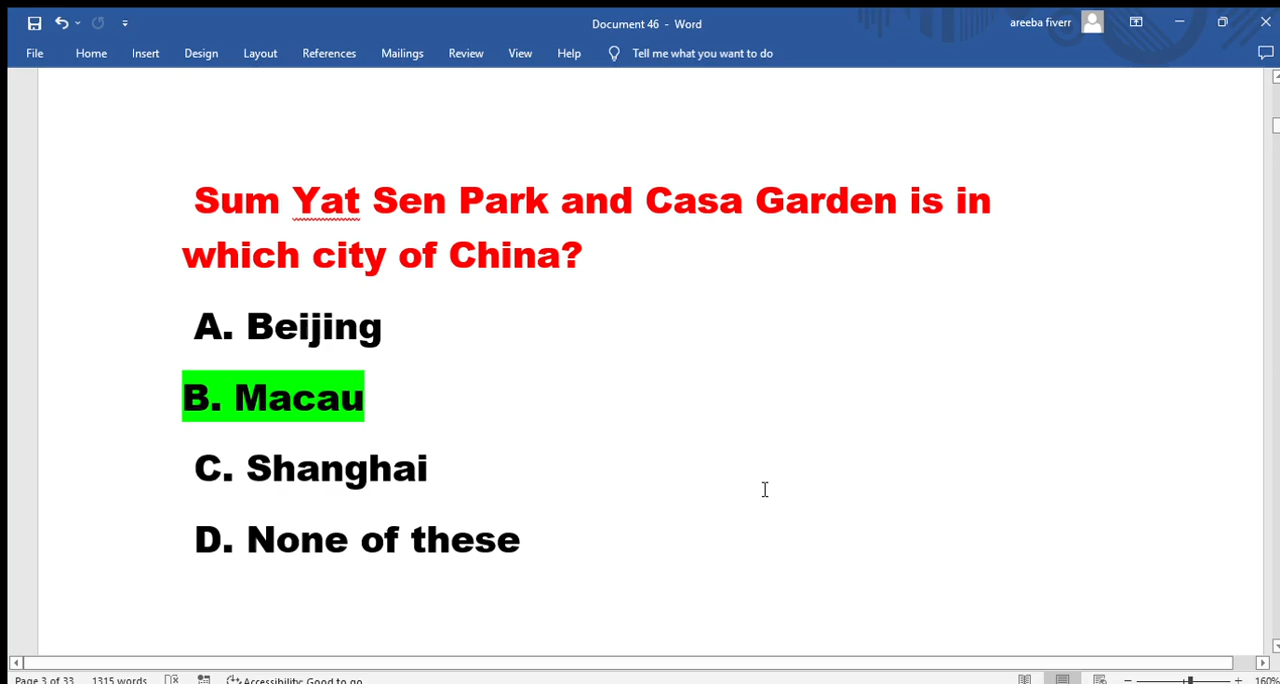 Document 46 - Word
areeba fiverr
File Home Insert Design Layout References Mailings Review View Help Tell me what you want to do
Sum Yat Sen Park and Casa Garden is in
which city of China?
A. Beijing
B. Macau
C. Shanghai
D. None of these
Page 3 of 33 1315 words Accessibility: Good to go 160%